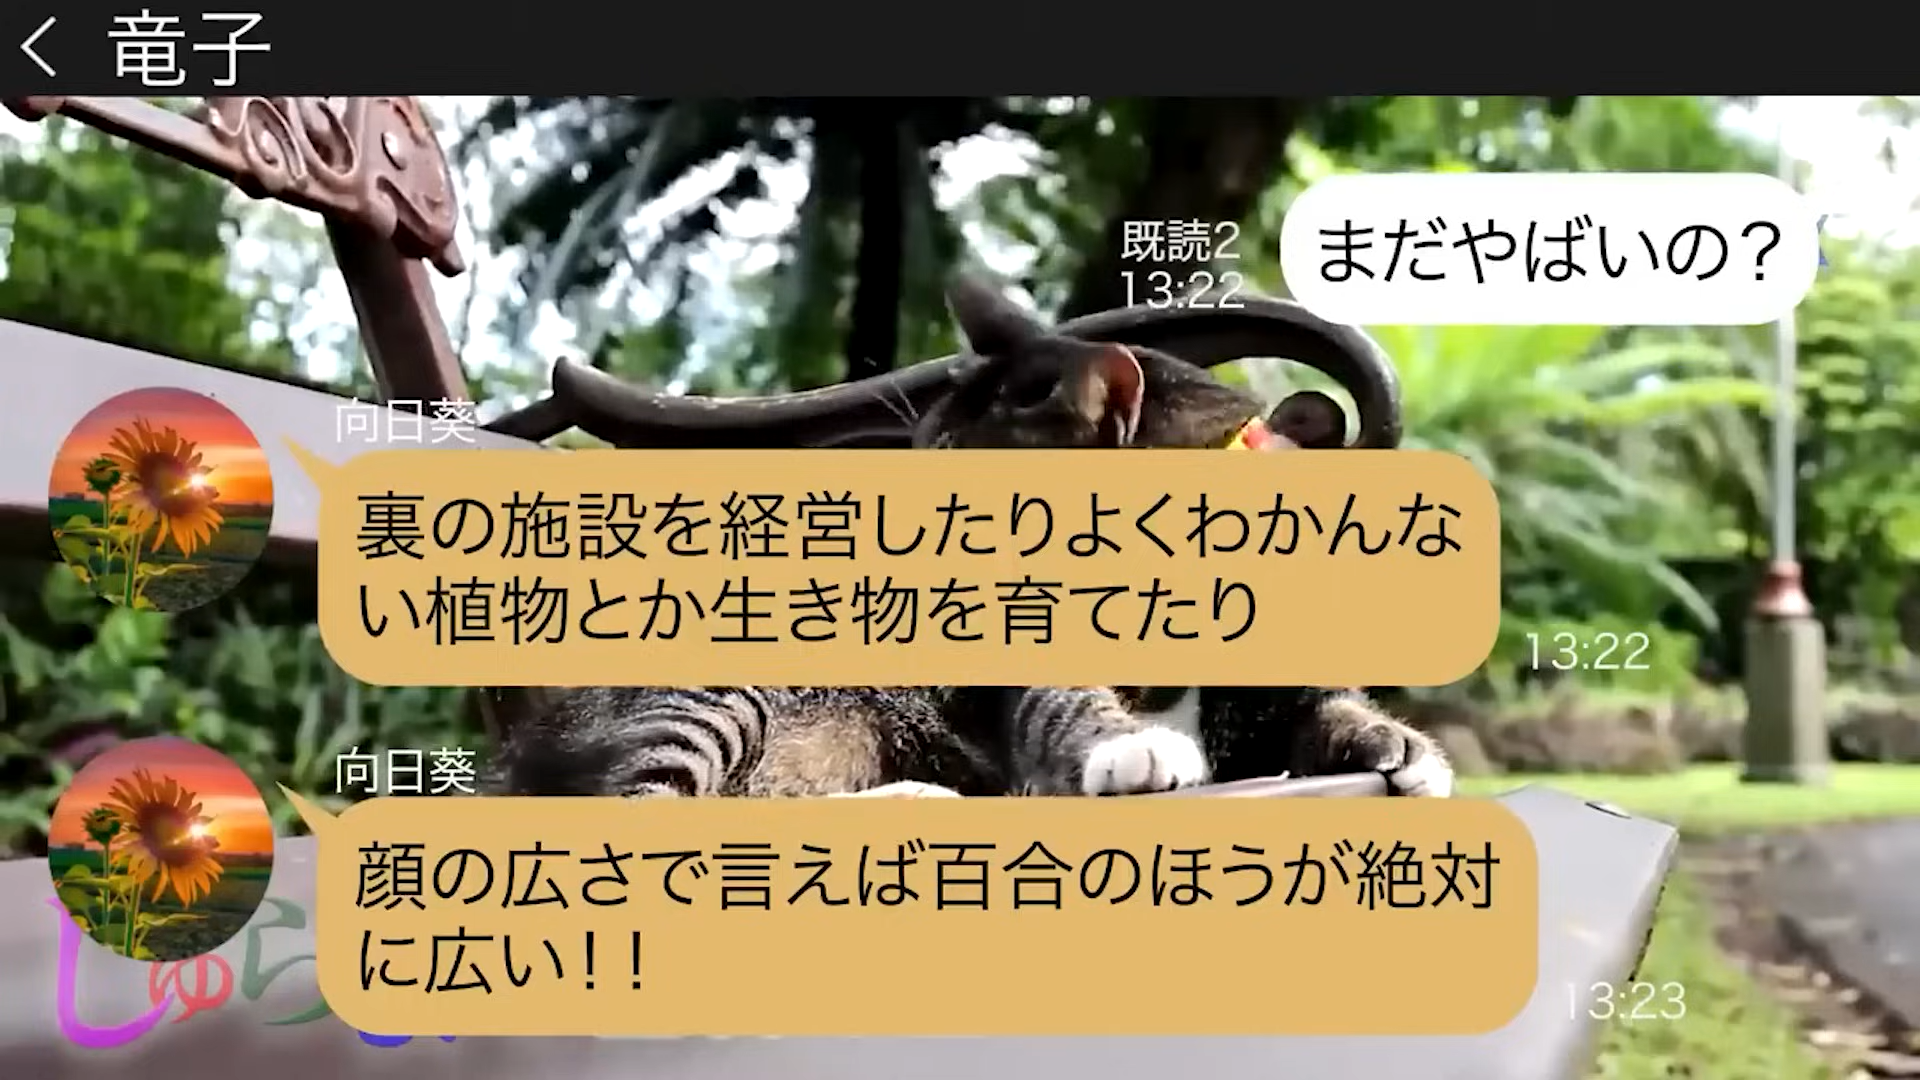 竜子
まだやばいの？
既読2
13:22
向日葵
裏の施設を経営したりよくわかんな
い植物とか生き物を育てたり
13:22
向日葵
顔の広さで言えば百合のほうが絶対
に広い！！
13:23
しゅら